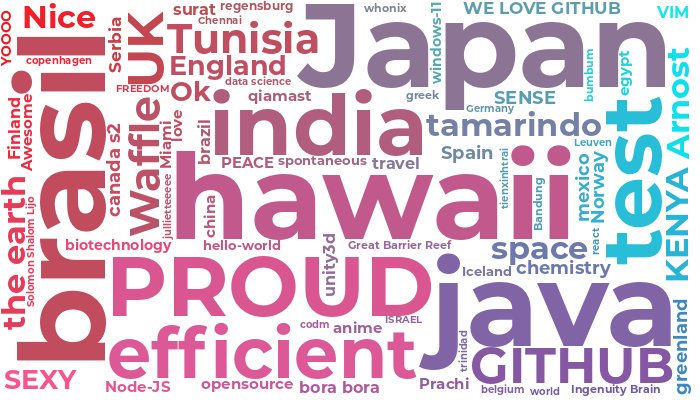 YOOOO
Nice
copenhagen
Serbia
UK
surat
regensburg
Chennai
Tunisia
England
data science
FREEDOM
Ok
qiamast
whonix
Japan
windows-11
WE LOVE GITHUB
VIM
bumbum
egypt
greek
SENSE
Germany
Arnost
brasil
Finland
Awesome
canada s2
Waffle
Miami
love
jullietteeeee
brazil
india
PEACE
spontaneous
travel
tamarindo
Spain
Leuven
test
tienxinhtrai
Bandung
mexico
Norway
KENYA
the earth
Solomon Shalom Lijo
china
hawaii
biotechnology
hello-world
unity3d
Great Barrier Reef
space
react
Iceland
chemistry
PROUD
java
ISRAEL
codm
anime
efficient
trinidad
GITHUB
greenland
SEXY
Node-JS
opensource
bora bora
Prachi
belgium
world
Ingenuity Brain